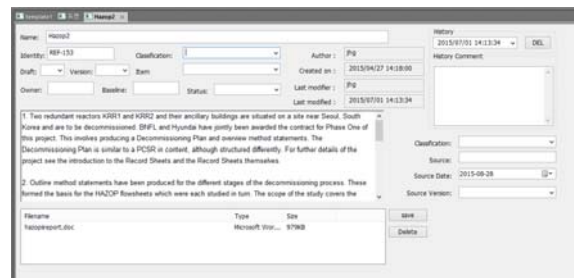 template1
Hazop2
Name: Hazop2
Identity: REF-153 Classification:
Draft: Version: Item
Owner: Baseline: Status:
Author : jhg
Created on : 2015/04/27 14:18:00
Last modifier : jhg
Last modified : 2015/07/01 14:13:34
1. Two redundant reactors KRR1 and KRR2 and their ancillary buildings are situated on a site near Seoul, South
Korea and are to be decommissioned. BNFL and Hyundai have jointly been awarded the contract for Phase One of
this project. This involves producing a Decommissioning Plan and overview method statements. The
Decommissioning Plan is similar to a PCSR in content, although structured differently. For further details of the
project see the introduction to the Record Sheets and the Record Sheets themselves.
2. Outline method statements have been produced for the different stages of the decommissioning process. These
formed the basis for the HAZOP flowsheets which were each studied in turn. The scope of the study covers the
Filename Type Size
hazopreport.doc Microsoft Wor... 979KB
save
Delete
History
2015/07/01 14:13:34 DEL
History Comment
Classification:
Source:
Source Date: 2015-08-28
Source Version: